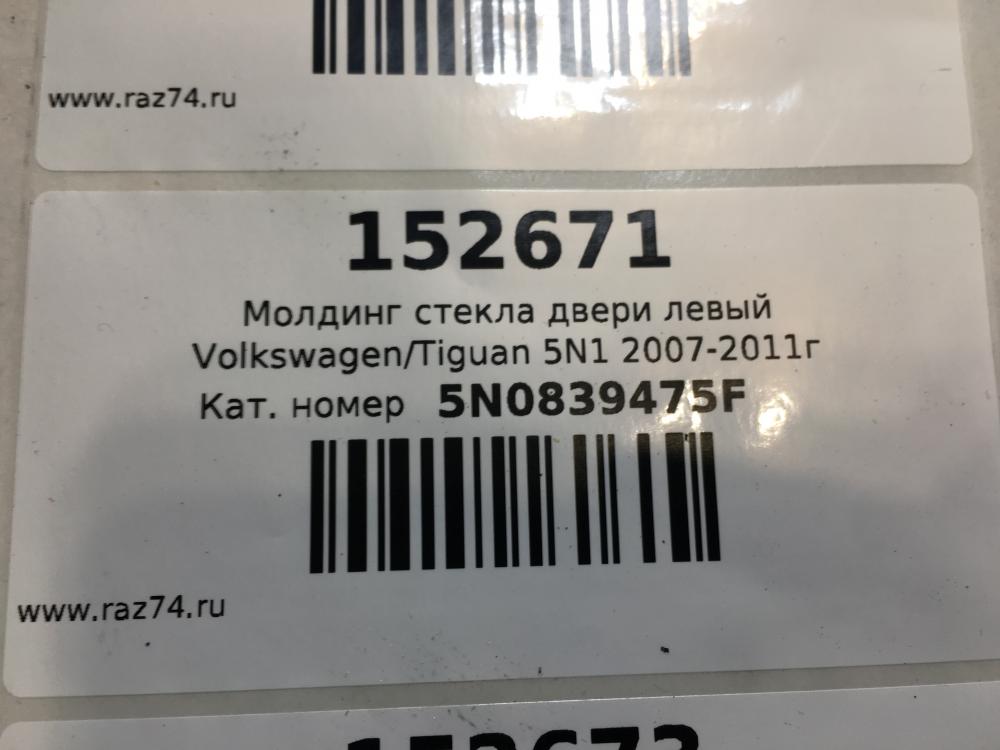 www.raz74.ru
152671
Молдинг стекла двери левый
Volkswagen/Tiguan 5N1 2007-2011г
Кат. номер 5N0839475F
www.raz74.ru
152673